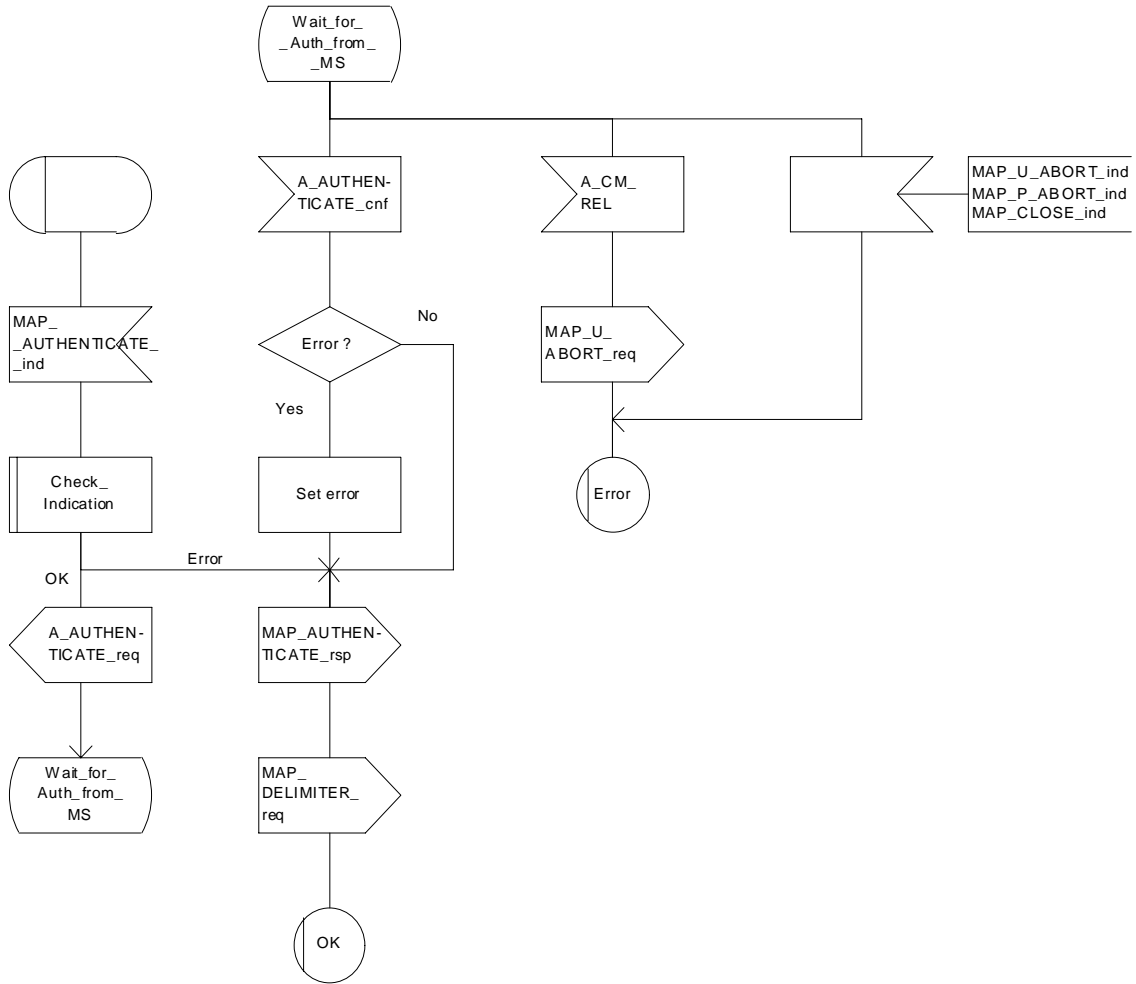 Wait_for_
_Auth_from_
_MS
A_AUTHEN-
TICATE_cnf
A_CM_
REL
MAP_U_ABORT_ind
MAP_P_ABORT_ind
MAP_CLOSE_ind
MAP_
_AUTHENTICATE_
_ind
Error ?
No
Yes
MAP_U_
ABORT_req
Check_
Indication
Set error
Error
Error
OK
A_AUTHEN-
TICATE_req
MAP_AUTHEN-
TICATE_rsp
Wait_for_
Auth_from_
MS
MAP_
DELIMITER_
req
OK